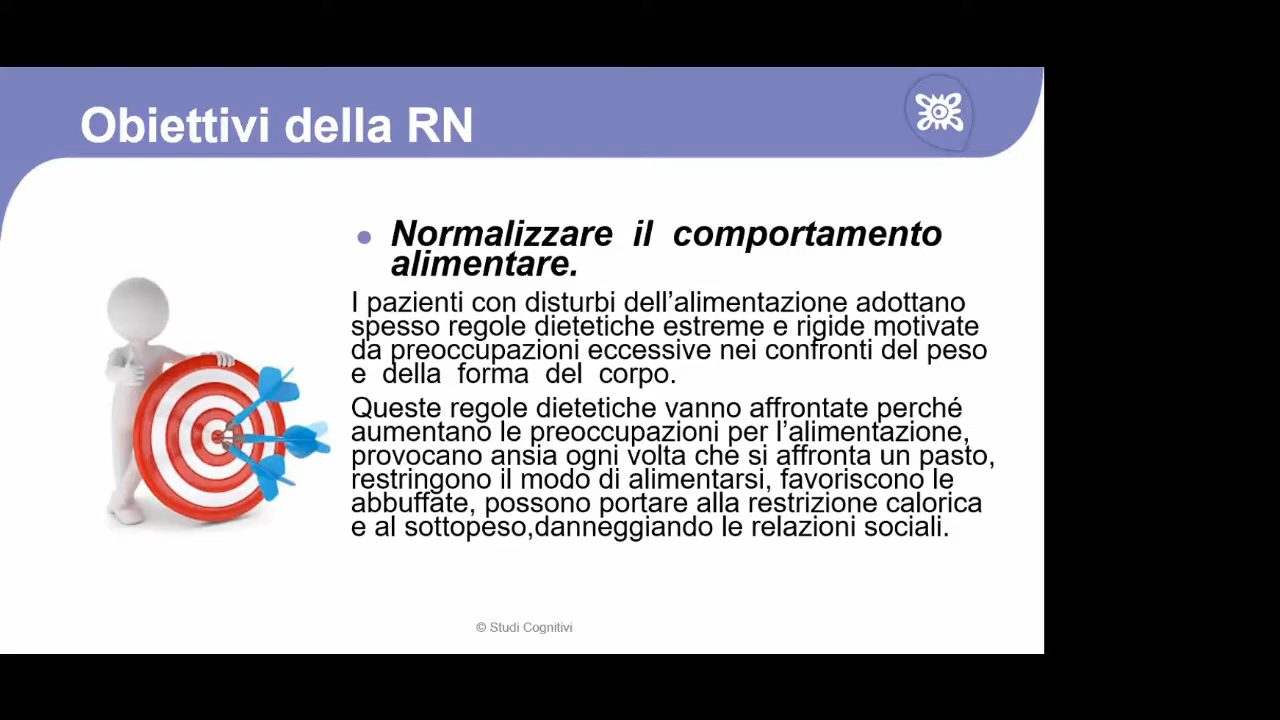 Obiettivi della RN
Normalizzare il comportamento
alimentare.
I pazienti con disturbi dell’alimentazione adottano
spesso regole dietetiche estreme e rigide motivate
da preoccupazioni eccessive nei confronti del peso
e della forma del corpo.
Queste regole dietetiche vanno affrontate perché
aumentano le preoccupazioni per l’alimentazione,
provocano ansia ogni volta che si affronta un pasto,
restringono il modo di alimentarsi, favoriscono le
abbuffate, possono portare alla restrizione calorica
e al sottopeso,danneggiando le relazioni sociali.
© Studi Cognitivi